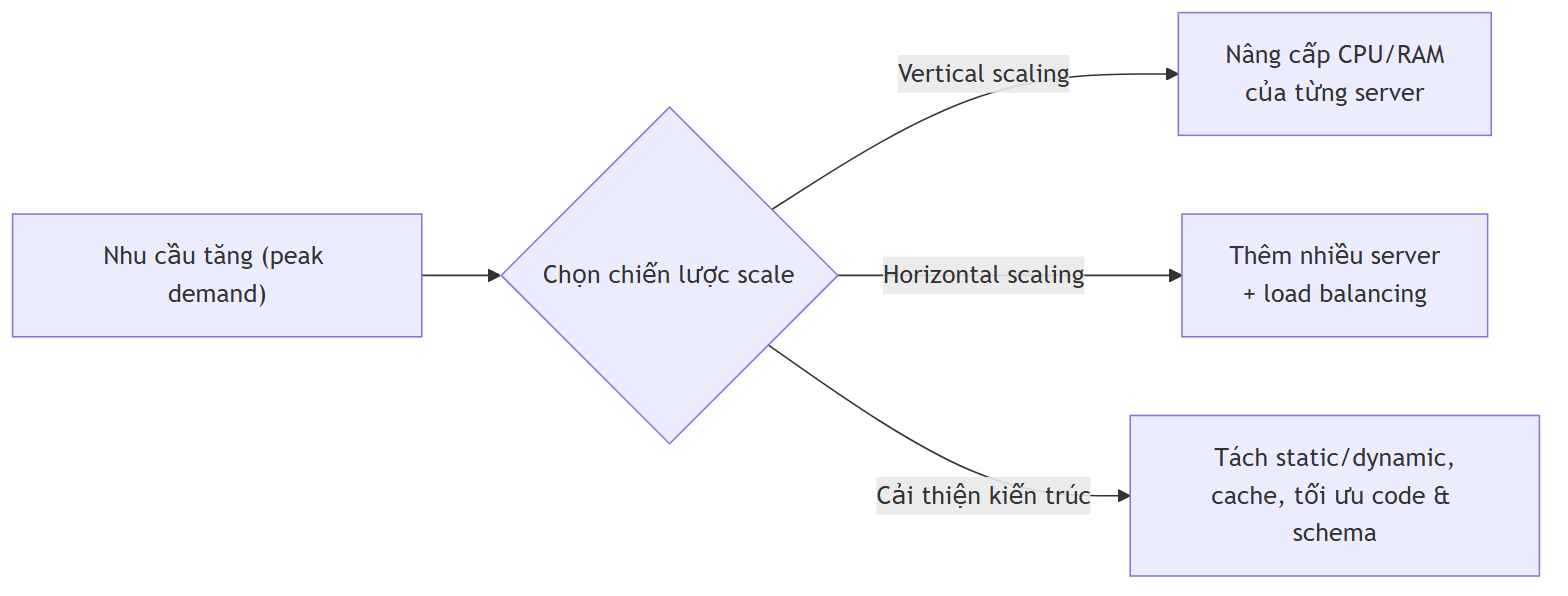 Nhu cầu tăng (peak
demand)
Chọn chiến lược scale
Vertical scaling
Nâng cấp CPU/RAM
của từng server
Horizontal scaling
Thêm nhiều server
+ load balancing
Cải thiện kiến trúc
Tách static/dynamic,
cache, tối ưu code &
schema